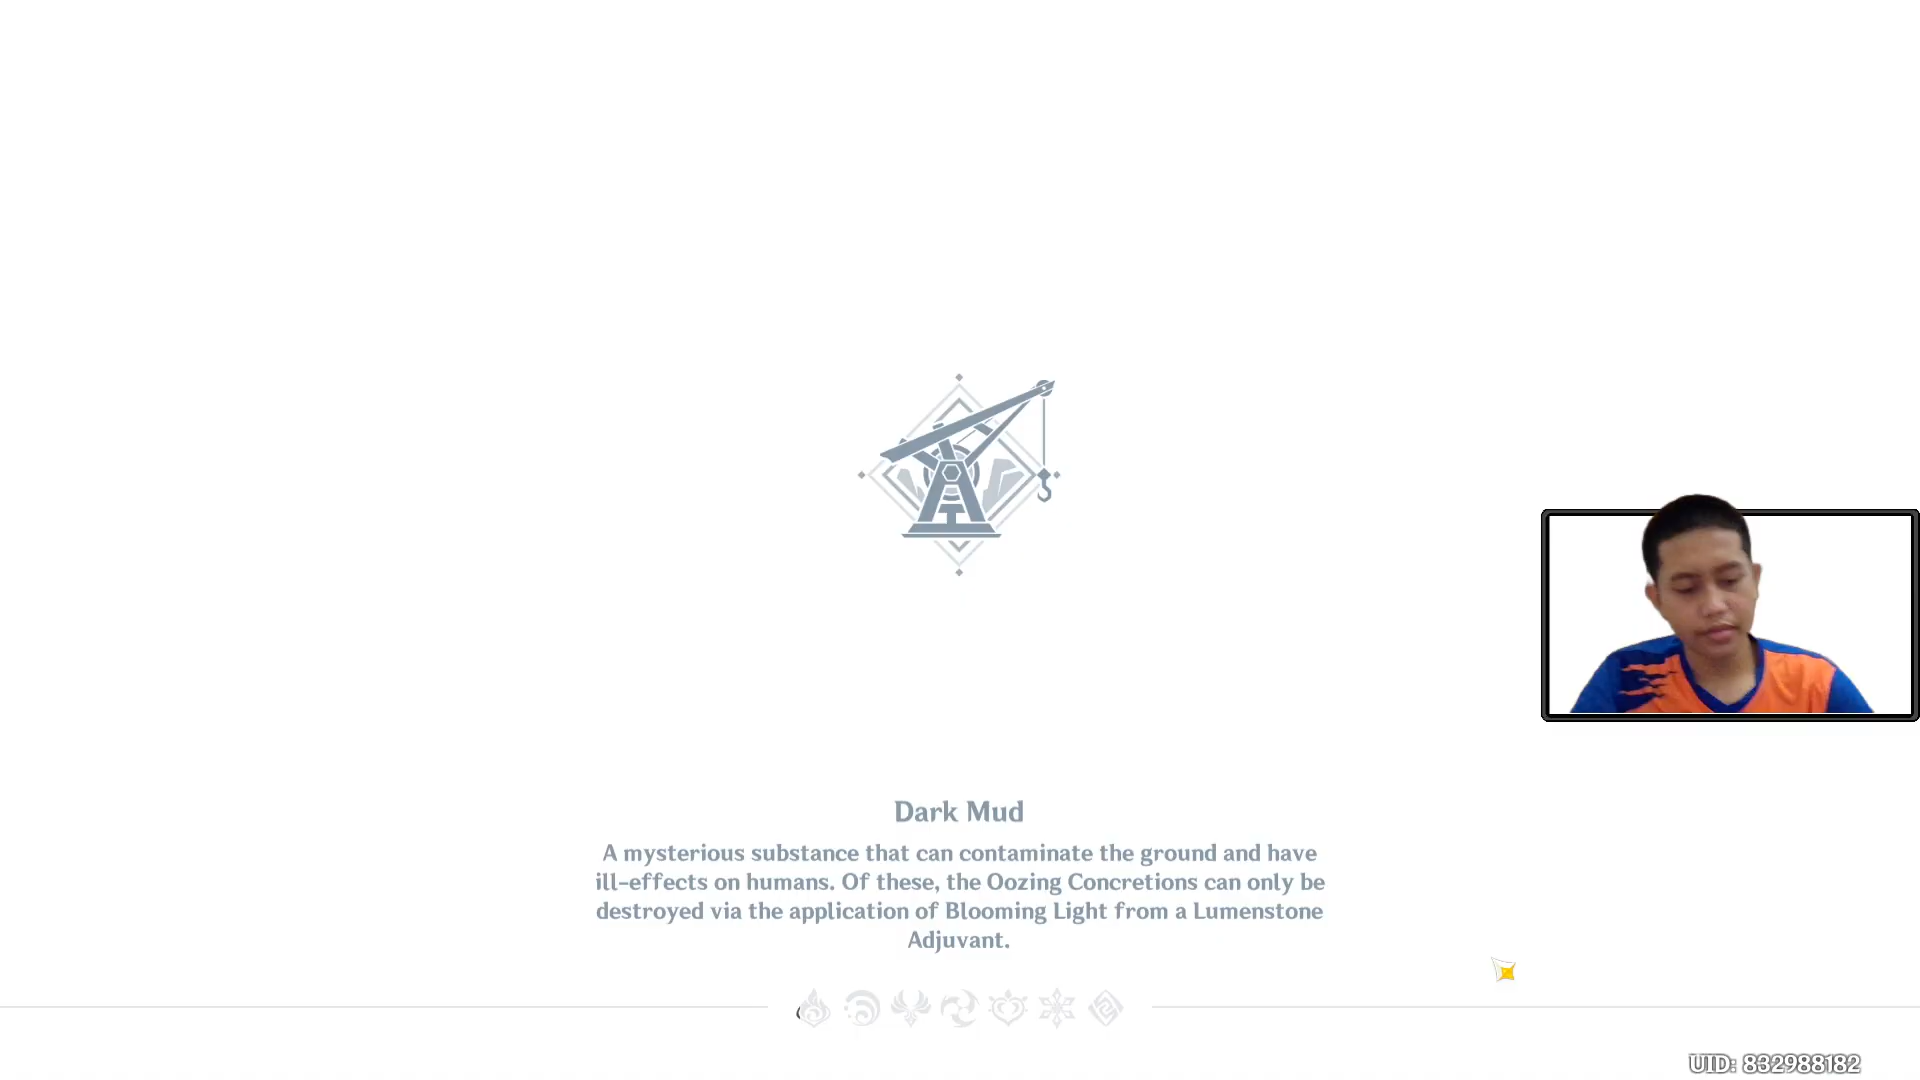 Dark Mud
A mysterious substance that can contaminate the ground and have
ill-effects on humans. Of these, the Oozing Concretions can only be
destroyed via the application of Blooming Light from a Lumenstone
Adjuvant.
UID: 832988182